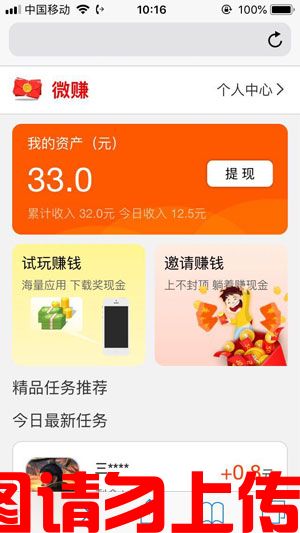 中国移动 10:16 100%
微赚 个人中心
我的资产（元）
33.0 提现
累计收入 32.0元 今日收入 12.5元
试玩赚钱 邀请赚钱
海量应用 下载奖现金 上不封顶 躺着赚现金
精品任务推荐
今日最新任务
三**** +0.8元
图请勿上传